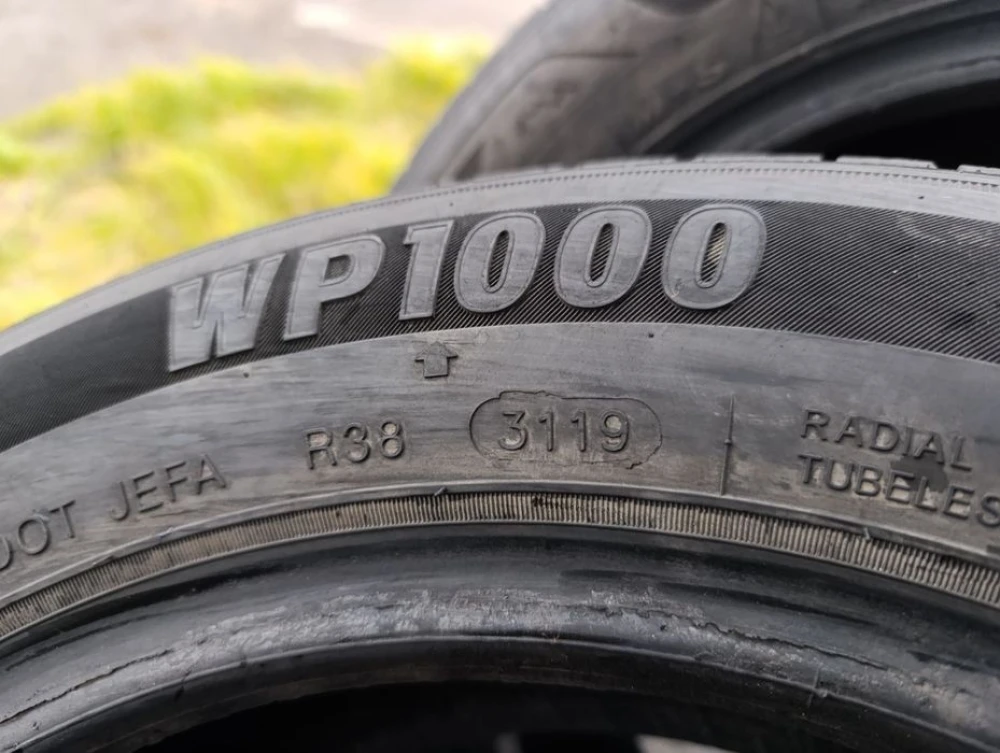 WP1000
DOT JEFA R38 3119
RADIAL
TUBELES